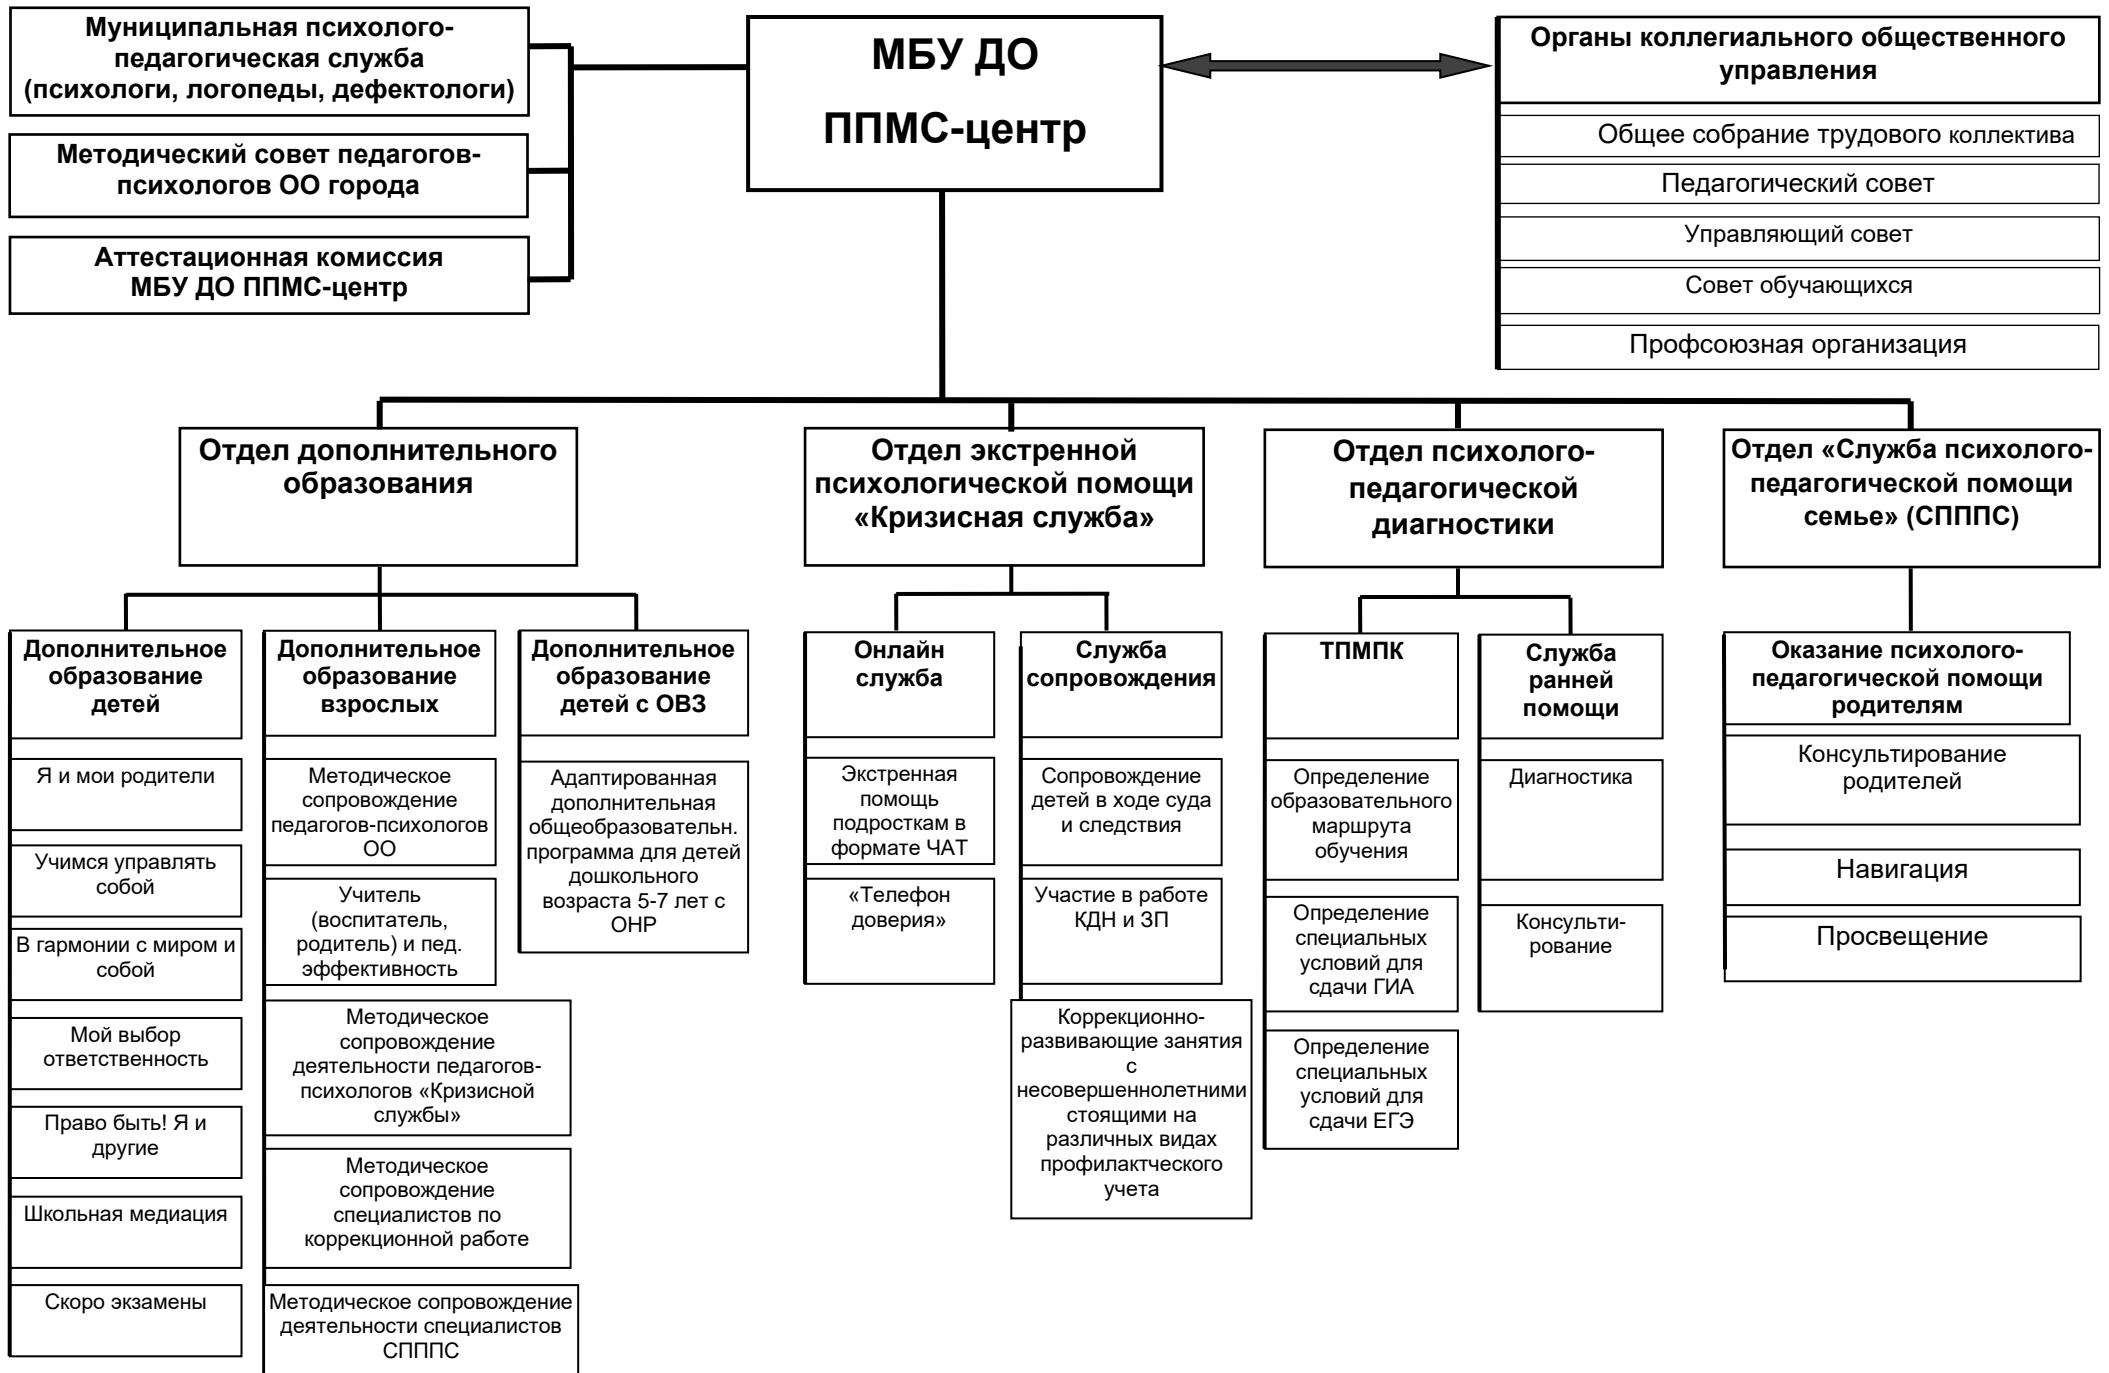 Муниципальная психолого-
педагогическая служба
(психологи, логопеды, дефектологи)
Методический совет педагогов-
психологов ОО города
Аттестационная комиссия
МБУ ДО ППМС-центр
МБУ ДО
ППМС-центр
Органы коллегиального общественного
управления
Общее собрание трудового коллектива
Педагогический совет
Управляющий совет
Совет обучающихся
Профсоюзная организация
Отдел дополнительного
образования
Отдел экстренной
психологической помощи
«Кризисная служба»
Отдел психолого-
педагогической
диагностики
Отдел «Служба психолого-
педагогической помощи
семье» (СПППС)
Дополнительное
образование
детей
Я и мои родители
Учимся управлять
собой
В гармонии с миром и
собой
Мой выбор
ответственность
Право быть! Я и
другие
Школьная медиация
Скоро экзамены
Дополнительное
образование
взрослых
Методическое
сопровождение
педагогов-психологов
ОО
Учитель
(воспитатель,
родитель) и пед.
эффективность
Методическое
сопровождение
деятельности педагогов-
психологов «Кризисной
службы»
Методическое
сопровождение
специалистов по
коррекционной работе
Методическое сопровождение
деятельности специалистов
СПППС
Дополнительное
образование
детей с ОВЗ
Адаптированная
дополнительная
общеобразовательн.
программа для детей
дошкольного
возраста 5-7 лет с
ОНР
Онлайн
служба
Экстренная
помощь
подросткам в
формате ЧАТ
«Телефон
доверия»
Служба
сопровождения
Сопровождение
детей в ходе суда
и следствия
Участие в работе
КДН и ЗП
Коррекционно-
развивающие занятия
с
несовершеннолетними
стоящими на
различных видах
профилактческого
учета
ТПМПК
Определение
образовательного
маршрута
обучения
Определение
специальных
условий для
сдачи ГИА
Определение
специальных
условий для
сдачи ЕГЭ
Служба
ранней
помощи
Диагностика
Консульти-
рование
Оказание психолого-
педагогической помощи
родителям
Консультирование
родителей
Навигация
Просвещение